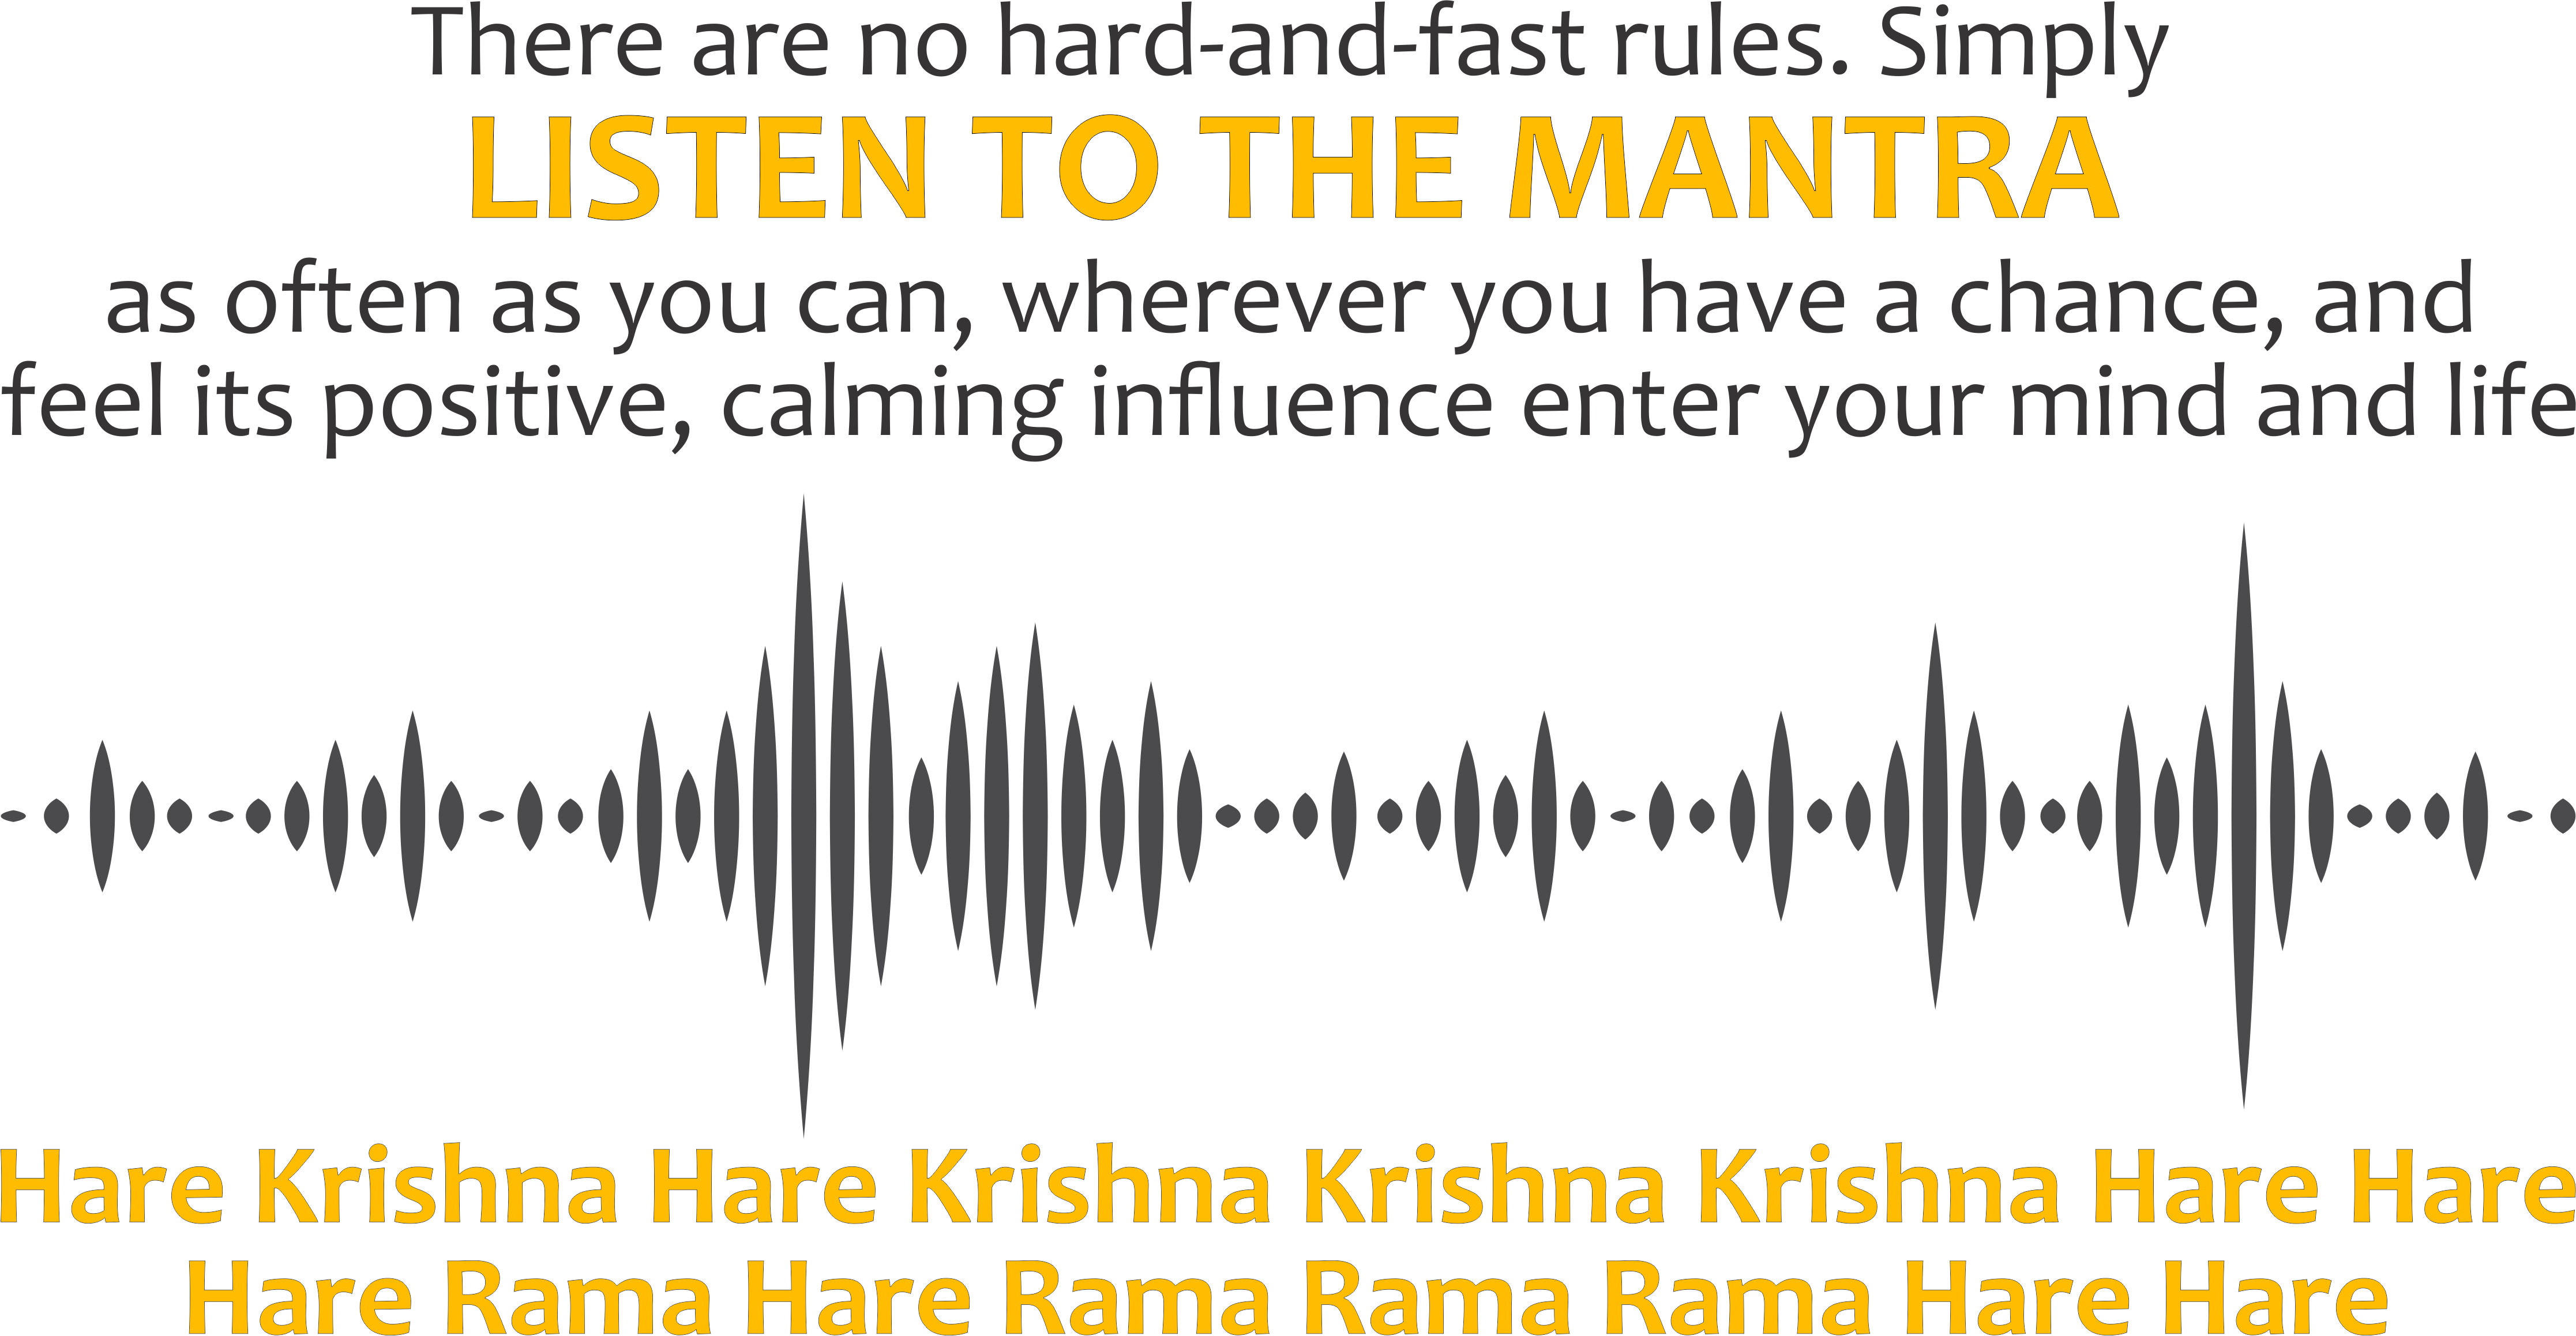 There are no hard-and-fast rules. Simply
LISTEN TO THE MANTRA
as often as you can, wherever you have a chance, and
feel its positive, calming influence enter your mind and life
Hare Krishna Hare Krishna Krishna Krishna Hare Hare
Hare Rama Hare Rama Rama Rama Hare Hare